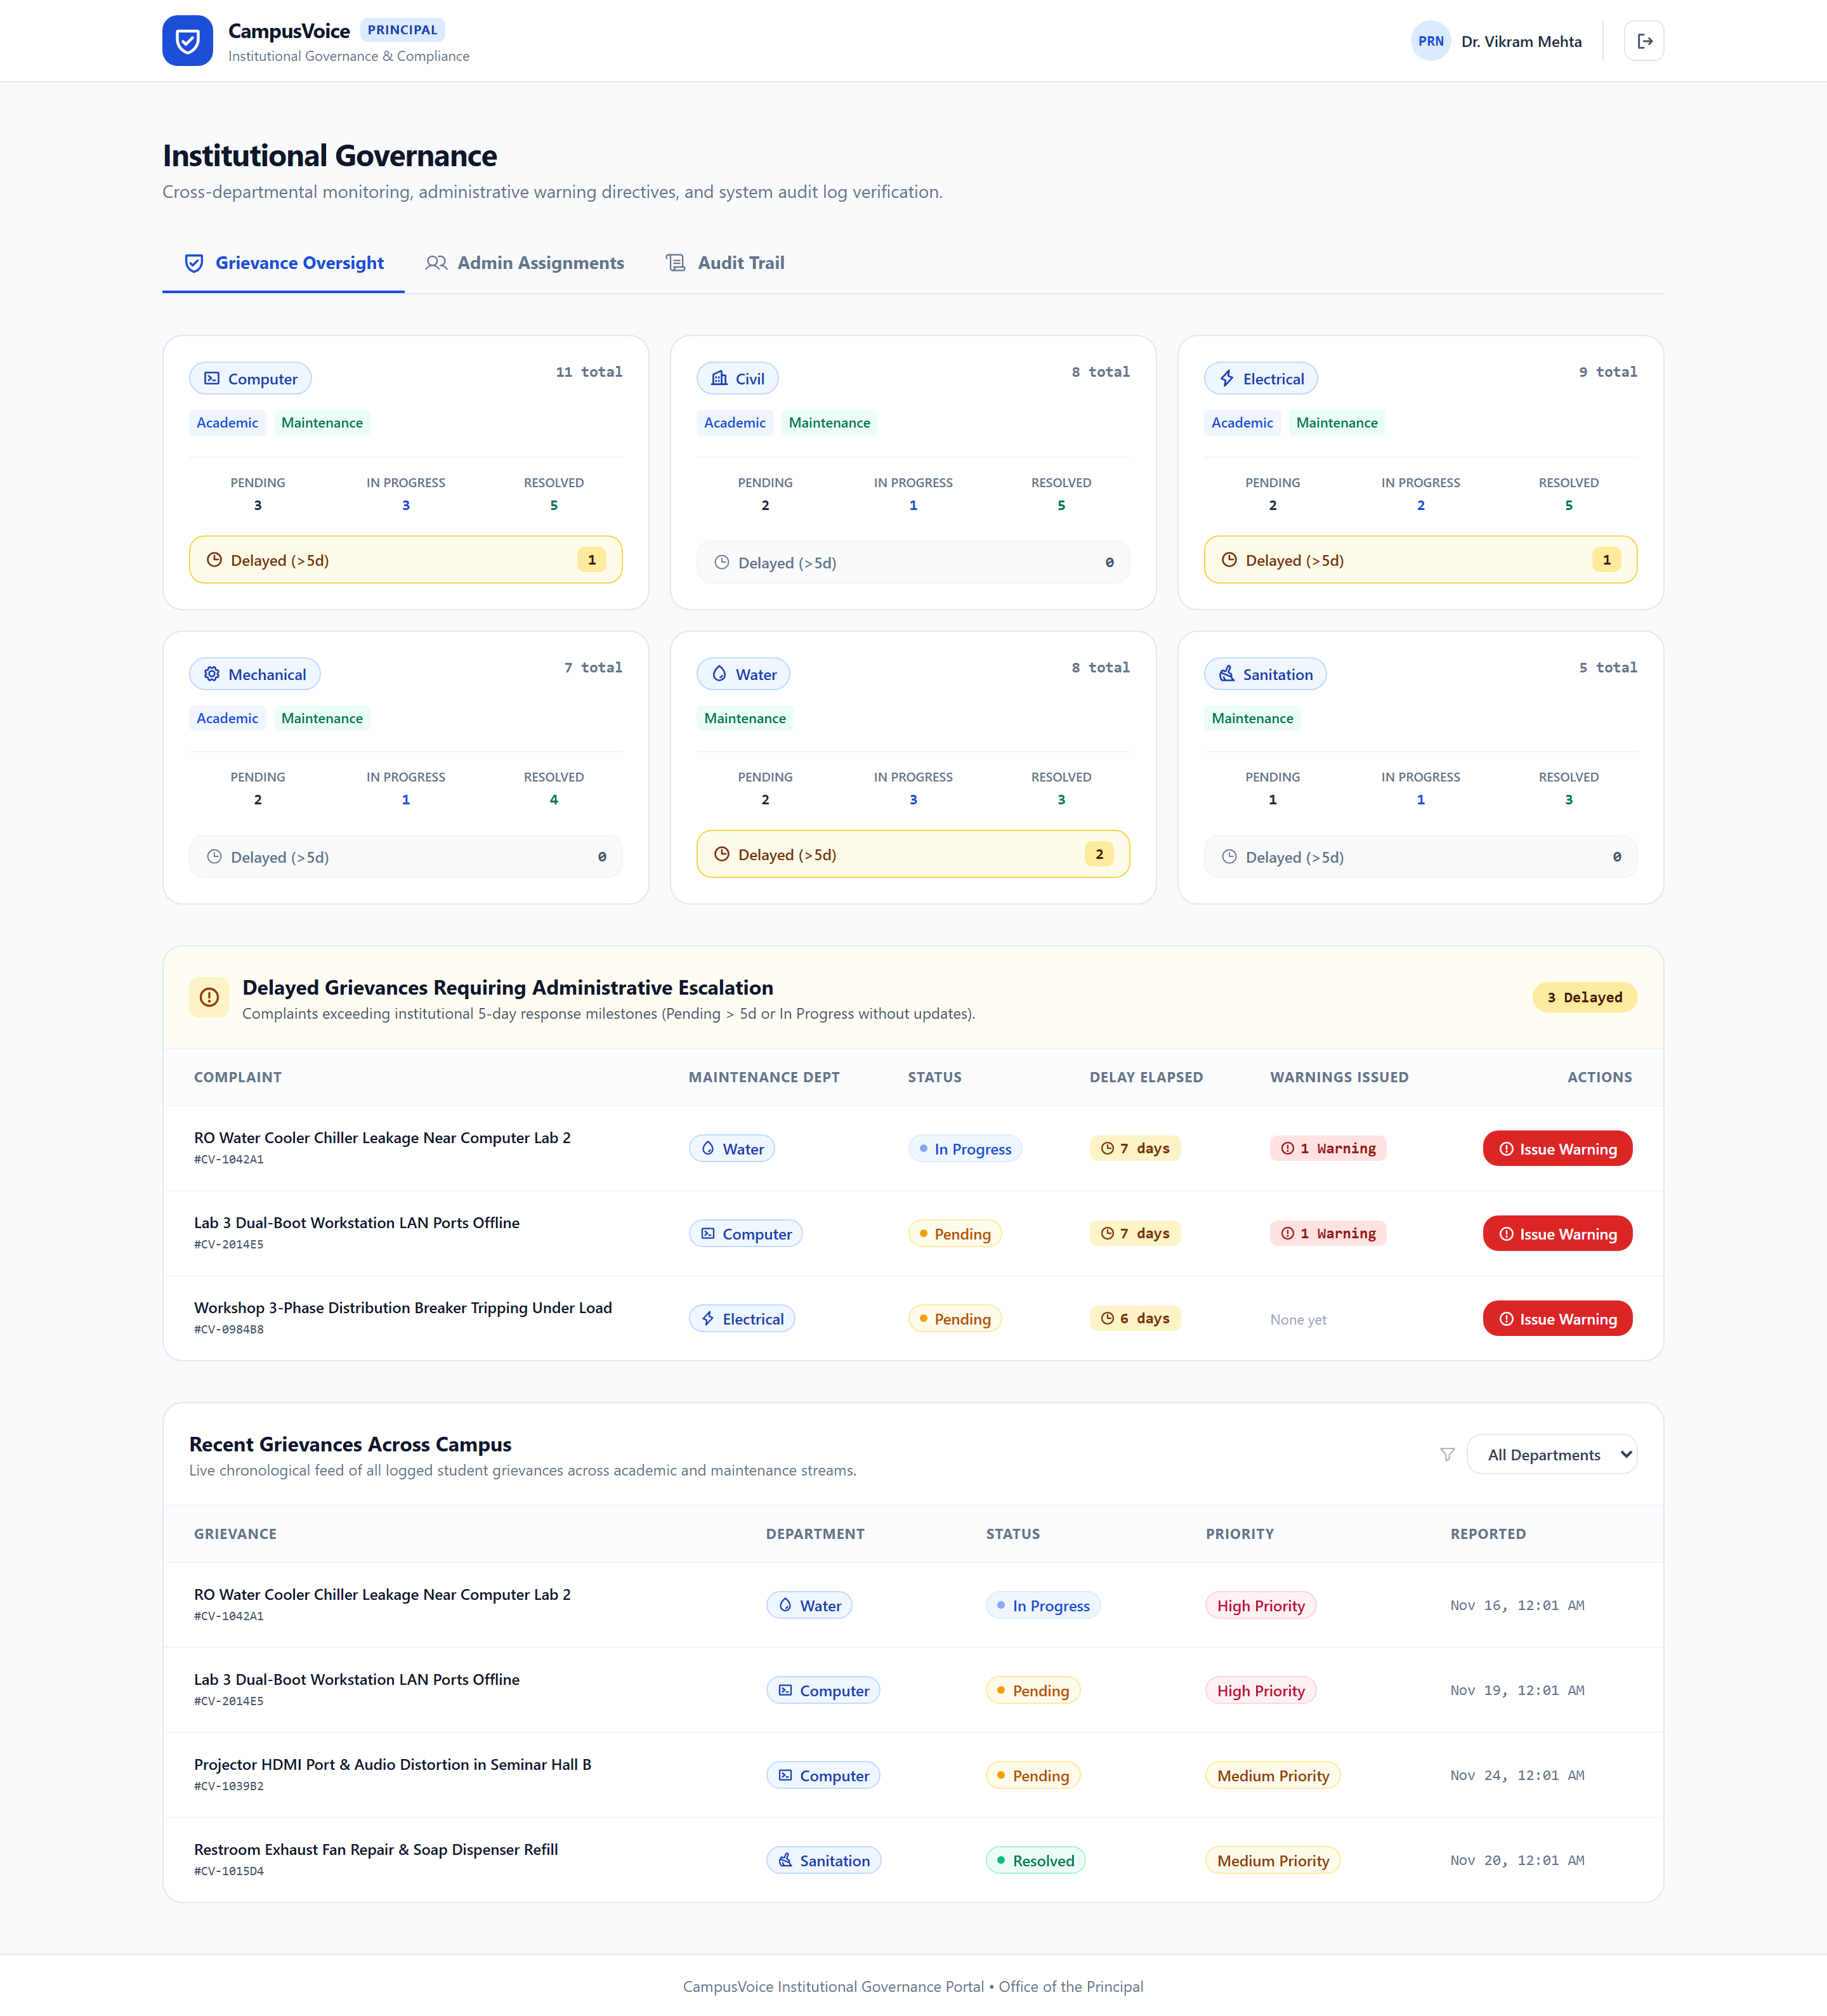 CampusVoice PRINCIPAL
Institutional Governance & Compliance
PRN Dr. Vikram Mehta
Institutional Governance
Cross-departmental monitoring, administrative warning directives, and system audit log verification.
Grievance Oversight Admin Assignments Audit Trail
Computer 11 total
Academic Maintenance
PENDING IN PROGRESS RESOLVED
3 3 5
Delayed (>5d) 1
Civil 8 total
Academic Maintenance
PENDING IN PROGRESS RESOLVED
2 1 5
Delayed (>5d) 0
Electrical 9 total
Academic Maintenance
PENDING IN PROGRESS RESOLVED
2 2 5
Delayed (>5d) 1
Mechanical 7 total
Academic Maintenance
PENDING IN PROGRESS RESOLVED
2 1 4
Delayed (>5d) 0
Water 8 total
Maintenance
PENDING IN PROGRESS RESOLVED
2 3 3
Delayed (>5d) 2
Sanitation 5 total
Maintenance
PENDING IN PROGRESS RESOLVED
1 1 3
Delayed (>5d) 0
Delayed Grievances Requiring Administrative Escalation
Complaints exceeding institutional 5-day response milestones (Pending > 5d or In Progress without updates).
3 Delayed
COMPLAINT MAINTENANCE DEPT STATUS DELAY ELAPSED WARNINGS ISSUED ACTIONS
RO Water Cooler Chiller Leakage Near Computer Lab 2
#CV-1042A1
Water In Progress 7 days 1 Warning Issue Warning
Lab 3 Dual-Boot Workstation LAN Ports Offline
#CV-2014E5
Computer Pending 7 days 1 Warning Issue Warning
Workshop 3-Phase Distribution Breaker Tripping Under Load
#CV-0984B8
Electrical Pending 6 days None yet Issue Warning
Recent Grievances Across Campus
Live chronological feed of all logged student grievances across academic and maintenance streams.
All Departments
GRIEVANCE DEPARTMENT STATUS PRIORITY REPORTED
RO Water Cooler Chiller Leakage Near Computer Lab 2
#CV-1042A1
Water In Progress High Priority Nov 16, 12:01 AM
Lab 3 Dual-Boot Workstation LAN Ports Offline
#CV-2014E5
Computer Pending High Priority Nov 19, 12:01 AM
Projector HDMI Port & Audio Distortion in Seminar Hall B
#CV-1039B2
Computer Pending Medium Priority Nov 24, 12:01 AM
Restroom Exhaust Fan Repair & Soap Dispenser Refill
#CV-1015D4
Sanitation Resolved Medium Priority Nov 20, 12:01 AM
CampusVoice Institutional Governance Portal • Office of the Principal